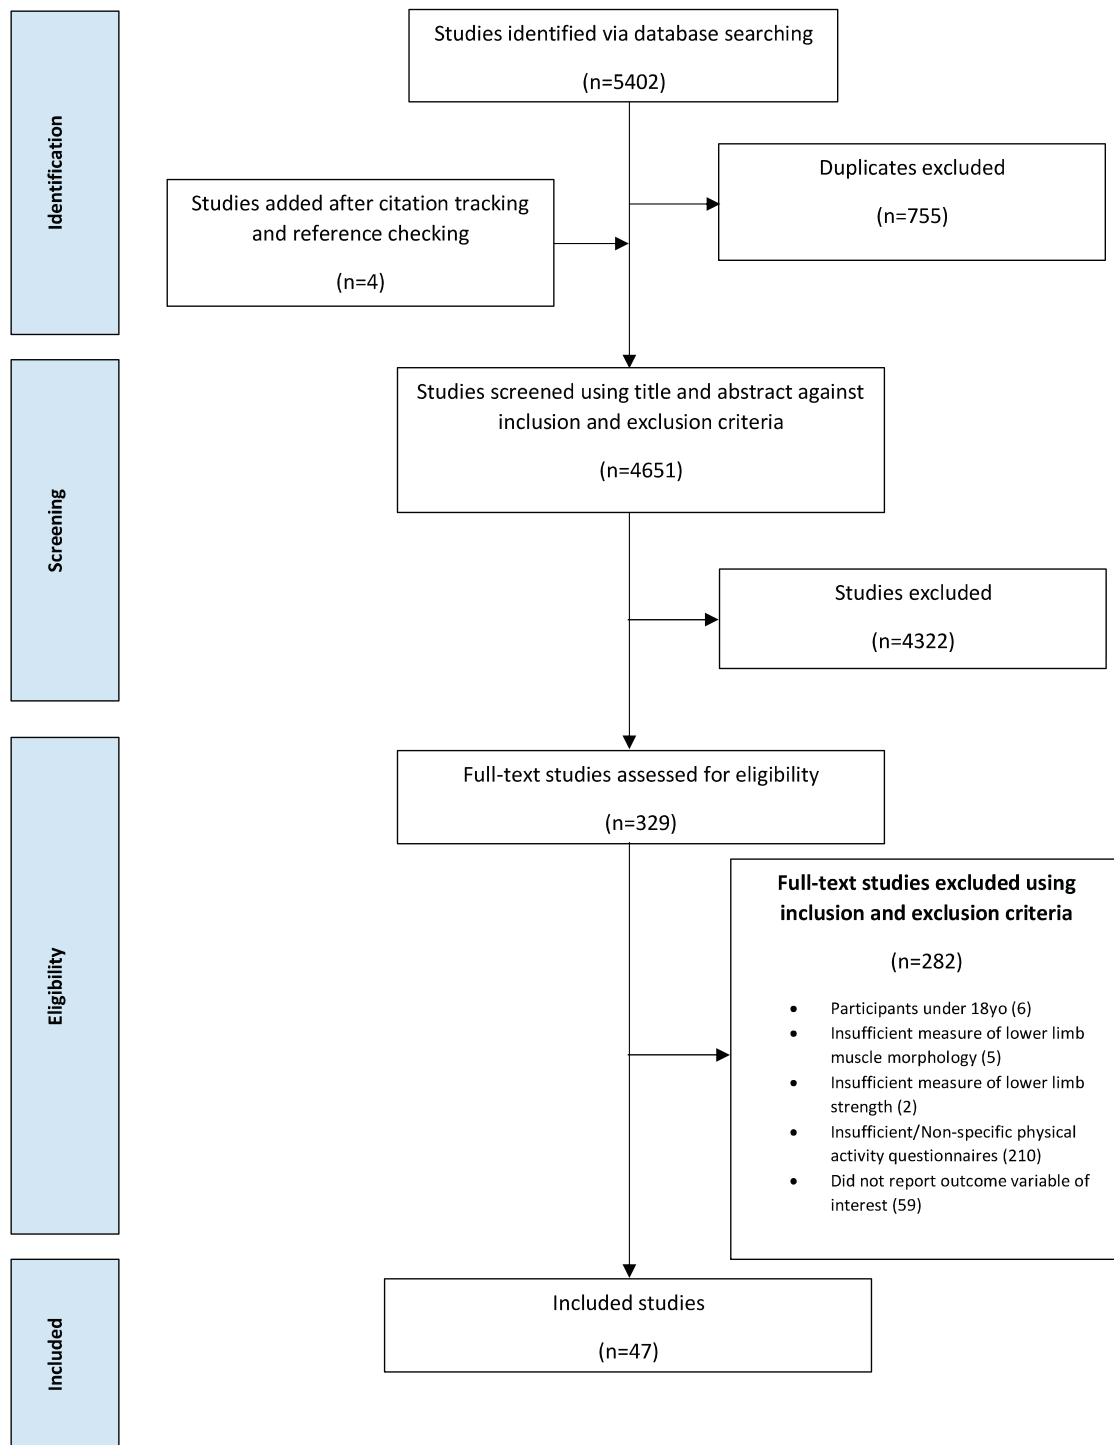 Identification
Studies identified via database searching
(n=5402)
Duplicates excluded
(n=755)
Studies added after citation tracking
and reference checking
(n=4)
Screening
Studies screened using title and abstract against
inclusion and exclusion criteria
(n=4651)
Studies excluded
(n=4322)
Eligibility
Full-text studies assessed for eligibility
(n=329)
Full-text studies excluded using
inclusion and exclusion criteria
(n=282)
• Participants under 18yo (6)
• Insufficient measure of lower limb
muscle morphology (5)
• Insufficient measure of lower limb
strength (2)
• Insufficient/Non-specific physical
activity questionnaires (210)
• Did not report outcome variable of
interest (59)
Included
Included studies
(n=47)